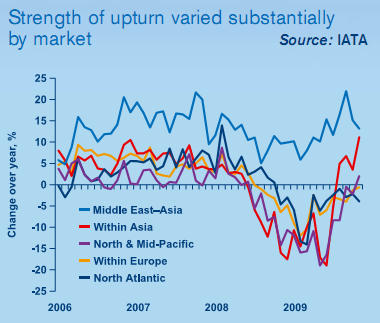 Strength of upturn varied substantially
by market
Source: IATA
Change over year, %
25
20
15
10
5
0
-5
-10
-15
-20
-25
Middle East–Asia
Within Asia
North & Mid-Pacific
Within Europe
North Atlantic
2006 2007 2008 2009